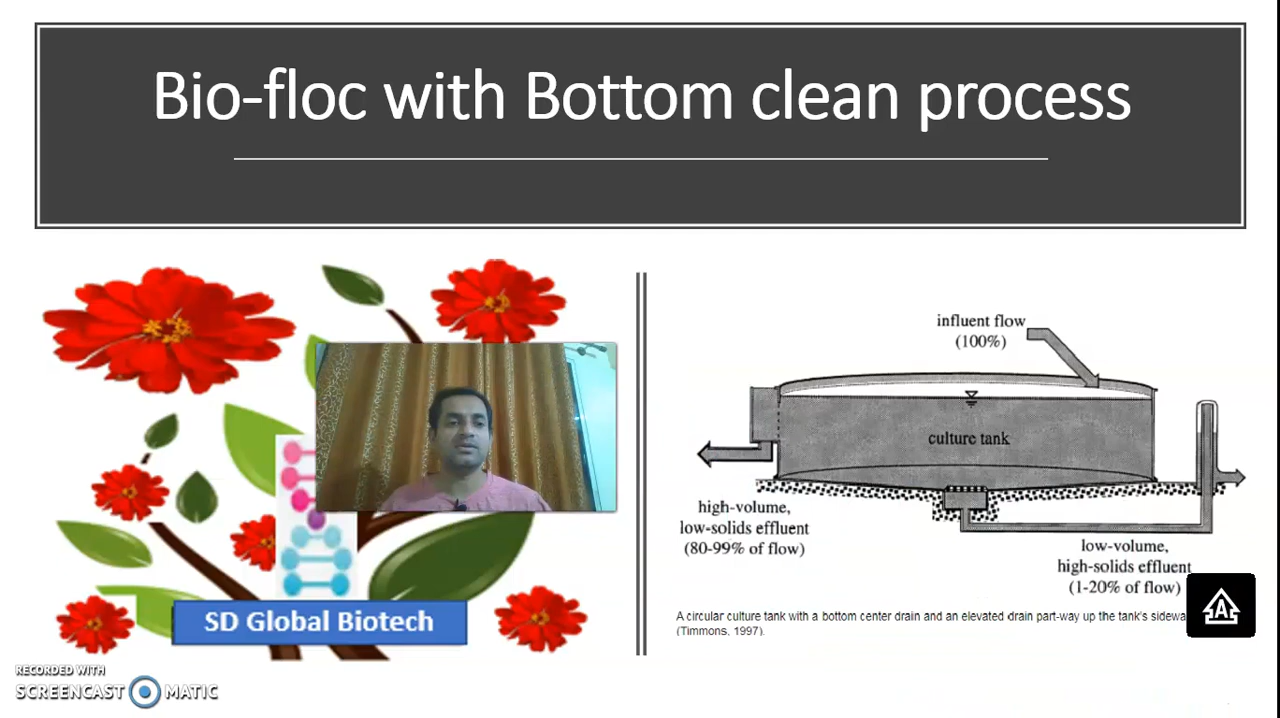 Bio-floc with Bottom clean process
SD Global Biotech
influent flow
(100%)
culture tank
high-volume,
low-solids effluent
(80-99% of flow)
low-volume,
high-solids effluent
(1-20% of flow)
A circular culture tank with a bottom center drain and an elevated drain part-way up the tank's
(Timmons, 1997).
A
RECORDED WITH
SCREENCAST MATIC